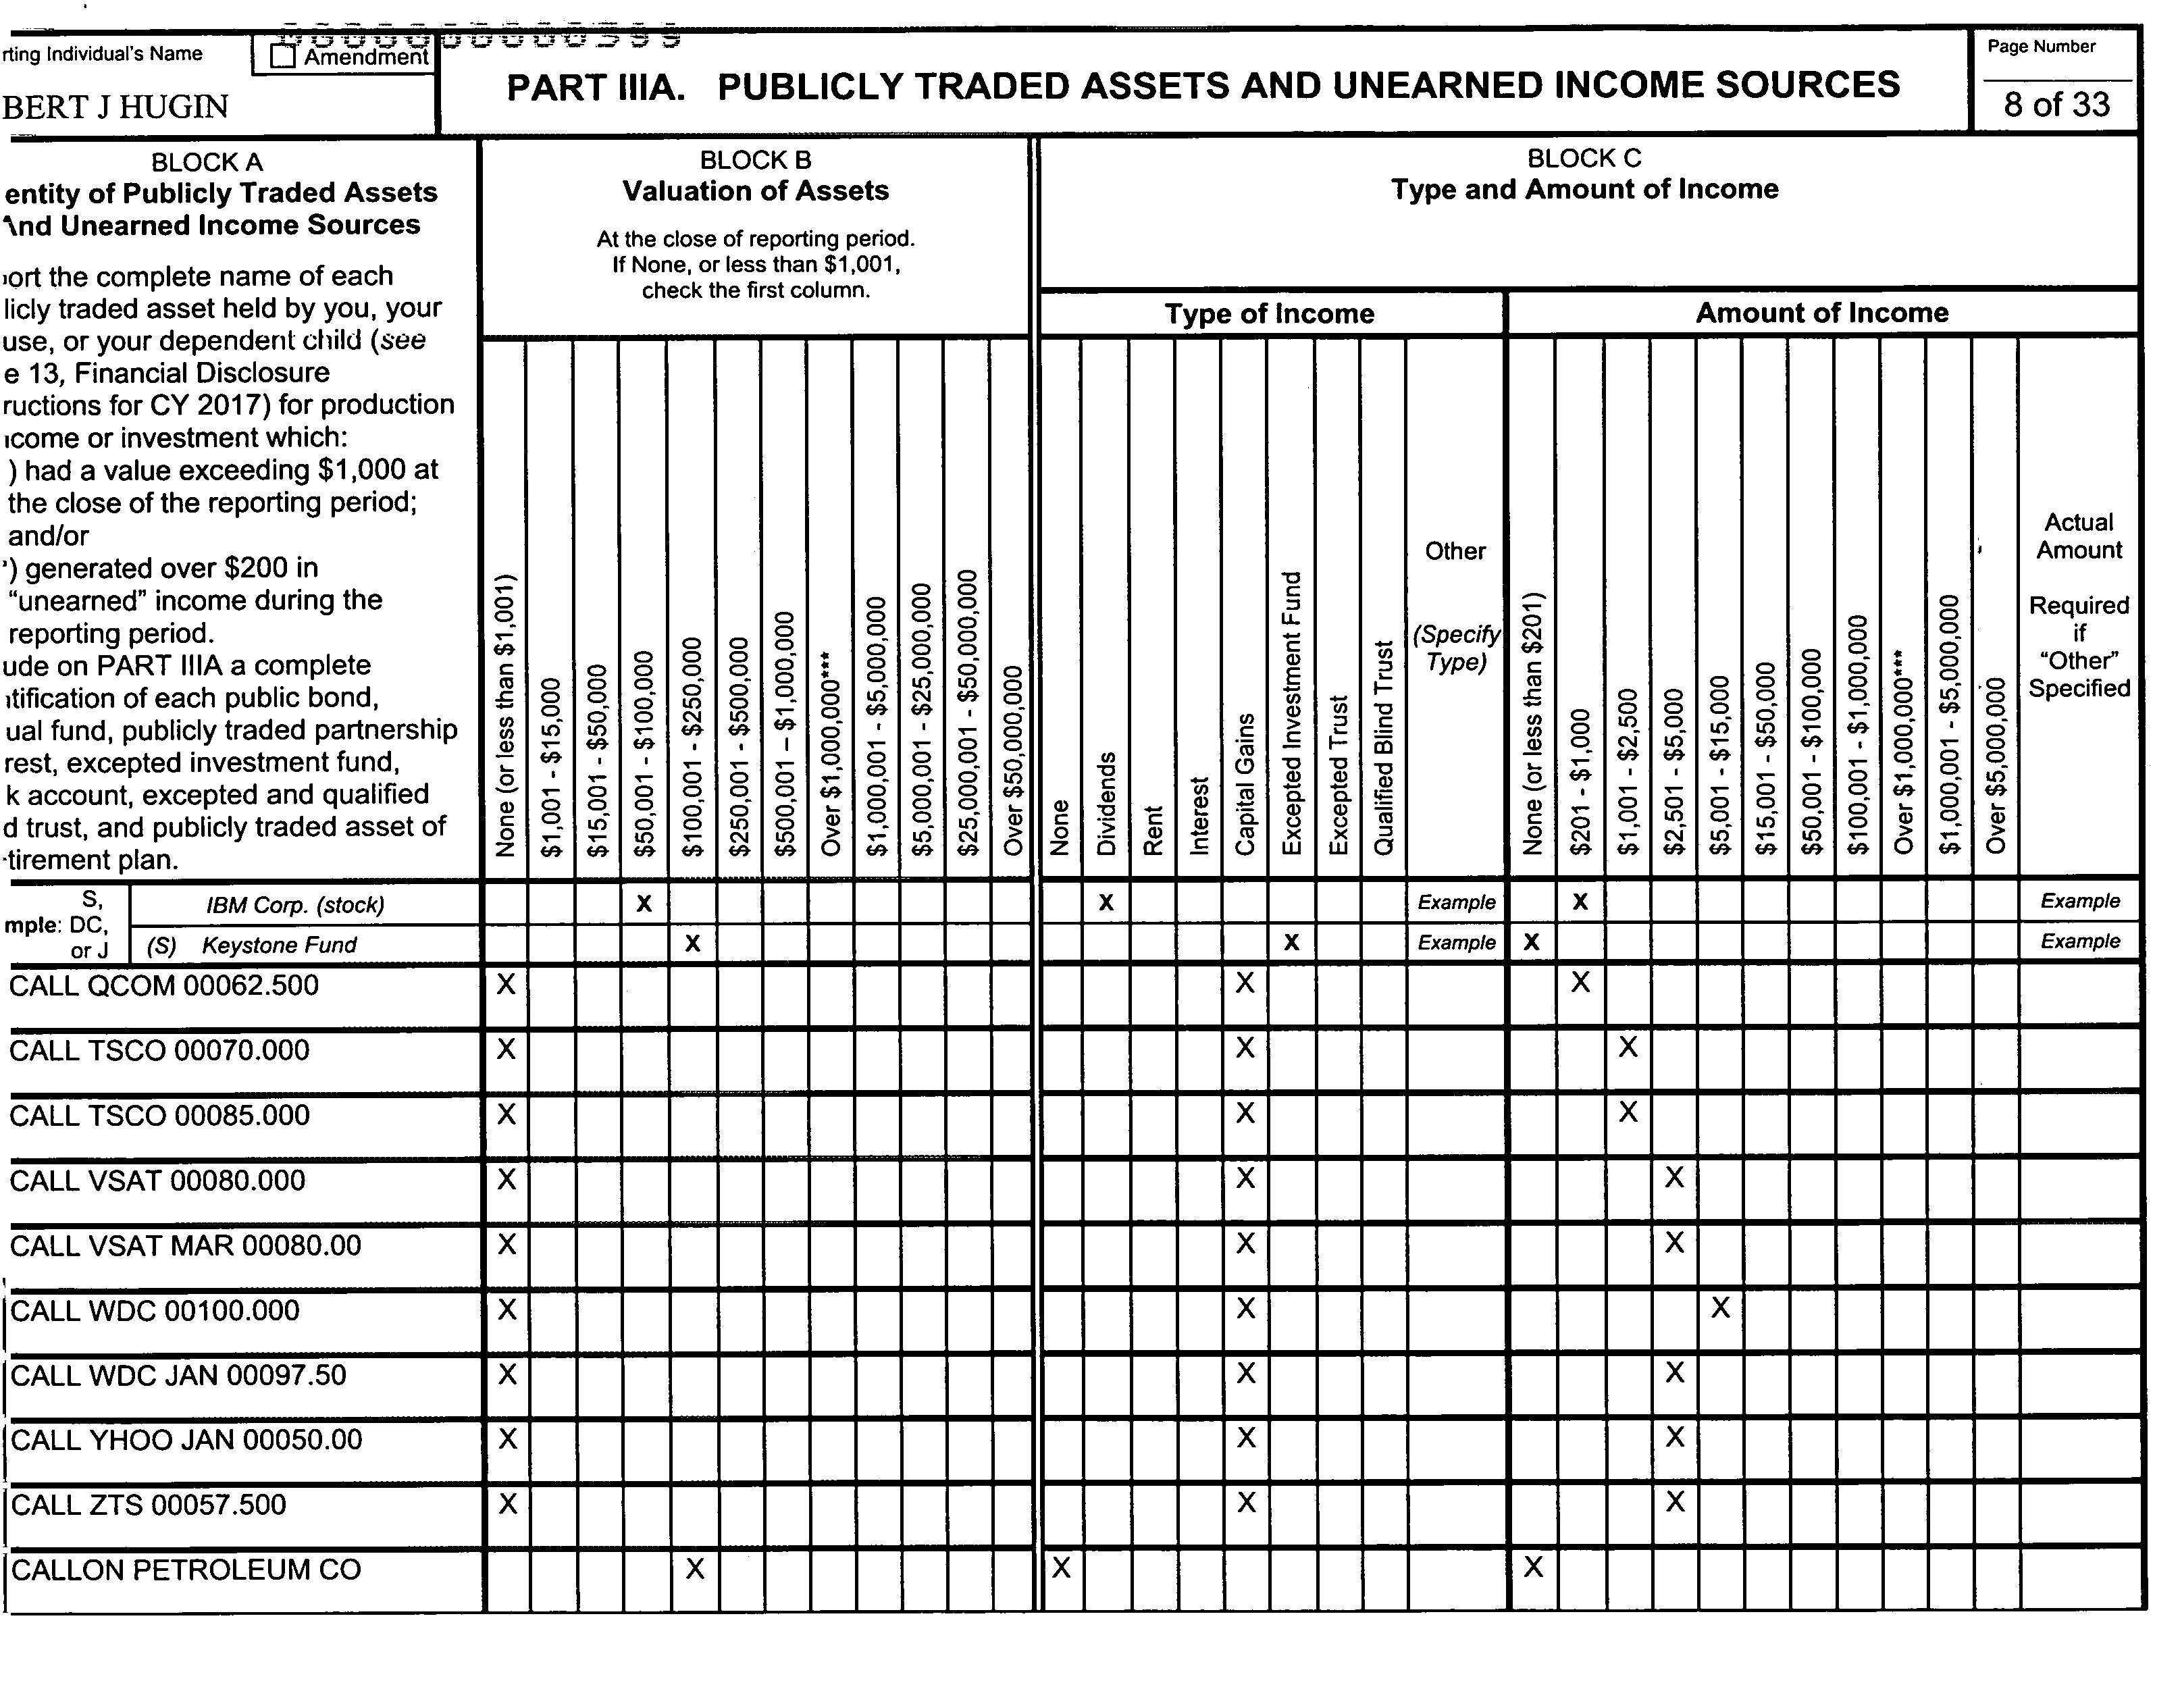 rting Individual's Name
Amendment
BERT J HUGIN
PART IIIA. PUBLICLY TRADED ASSETS AND UNEARNED INCOME SOURCES
Page Number
8 of 33
BLOCK A
entity of Publicly Traded Assets
And Unearned Income Sources
ort the complete name of each
licly traded asset held by you, your
use, or your dependent child (see
e 13, Financial Disclosure
ructions for CY 2017) for production
come or investment which:
) had a value exceeding $1,000 at
the close of the reporting period;
and/or
) generated over $200 in
"unearned" income during the
reporting period.
ude on PART IIIA a complete
tification of each public bond,
ual fund, publicly traded partnership
rest, excepted investment fund,
k account, excepted and qualified
d trust, and publicly traded asset of
tirement plan.
BLOCK B
Valuation of Assets
At the close of reporting period.
If None, or less than $1,001,
check the first column.
None (or less than $1,001)
$1,001 - $15,000
$15,001 - $50,000
$50,001 - $100,000
$100,001 - $250,000
$250,001 - $500,000
$500,001 – $1,000,000
Over $1,000,000***
$1,000,001 - $5,000,000
$5,000,001 - $25,000,000
$25,000,001 - $50,000,000
Over $50,000,000
BLOCK C
Type and Amount of Income
Type of Income
None
Dividends
Rent
Interest
Capital Gains
Excepted Investment Fund
Excepted Trust
Qualified Blind Trust
Other
(Specify
Type)
Amount of Income
None (or less than $201)
$201 - $1,000
$1,001 - $2,500
$2,501 - $5,000
$5,001 - $15,000
$15,001 - $50,000
$50,001 - $100,000
$100,001 - $1,000,000
Over $1,000,000***
$1,000,001 - $5,000,000
Over $5,000,000
Actual
Amount
Required
if
"Other"
Specified
S,
mple: DC,
or J
IBM Corp. (stock) X X Example X Example
(S) Keystone Fund X X Example X Example
CALL QCOM 00062.500 X X X
CALL TSCO 00070.000 X X X
CALL TSCO 00085.000 X X X
CALL VSAT 00080.000 X X X
CALL VSAT MAR 00080.00 X X X
CALL WDC 00100.000 X X X
CALL WDC JAN 00097.50 X X X
CALL YHOO JAN 00050.00 X X X
CALL ZTS 00057.500 X X X
CALLON PETROLEUM CO X X X